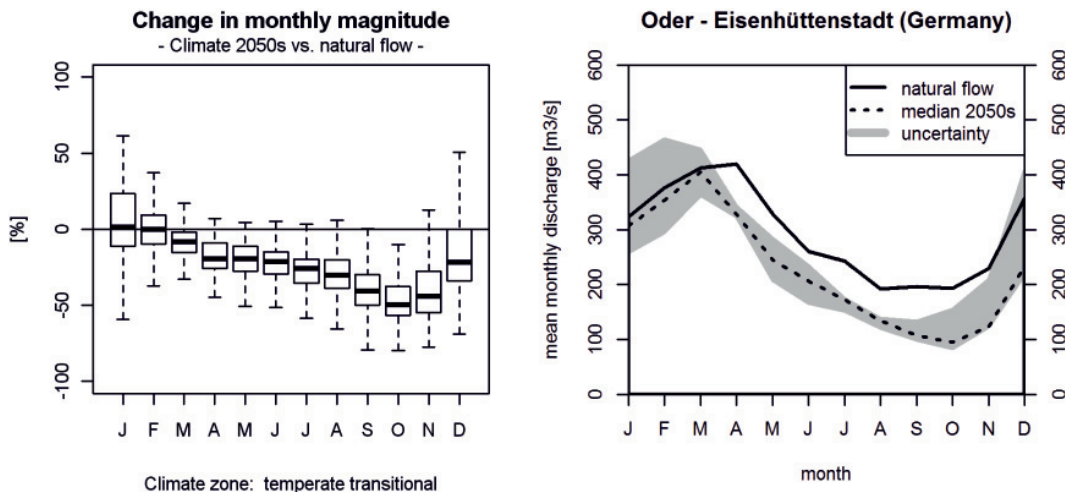 Change in monthly magnitude
- Climate 2050s vs. natural flow -
[%]
100
50
0
-50
-100
J F M A M J J A S O N D
Climate zone: temperate transitional
Oder - Eisenhüttenstadt (Germany)
mean monthly discharge [m3/s]
600
500
400
300
200
100
0
natural flow
median 2050s
uncertainty
600
500
400
300
200
100
0
J F M A M J J A S O N D
month